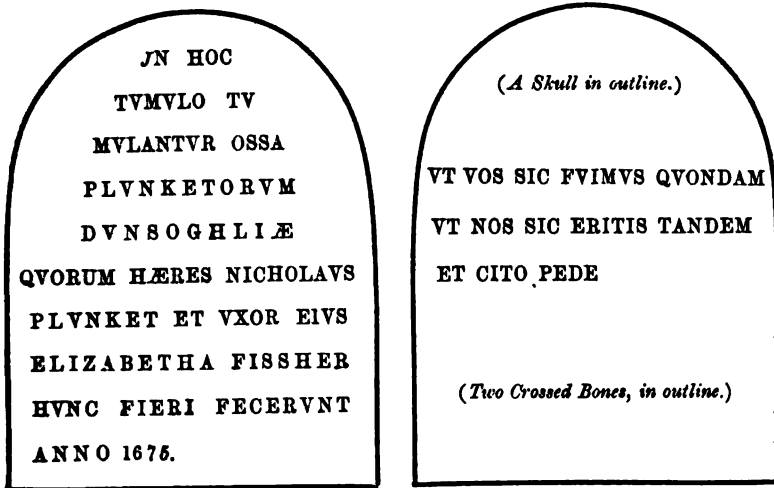 IN HOC
TVMVLO TV
MVLANTVR OSSA
PLVNKETORVM
DVNSOGHLIÆ
QVORUM HÆRES NICHOLAVS
PLVNKET ET VXOR EIVS
ELIZABETHA FISSHER
HVNC FIERI FECERVNT
ANNO 1675.
(A Skull in outline.)
VT VOS SIC FVIMVS QVONDAM
VT NOS SIC ERITIS TANDEM
ET CITO PEDE
(Two Crossed Bones, in outline.)